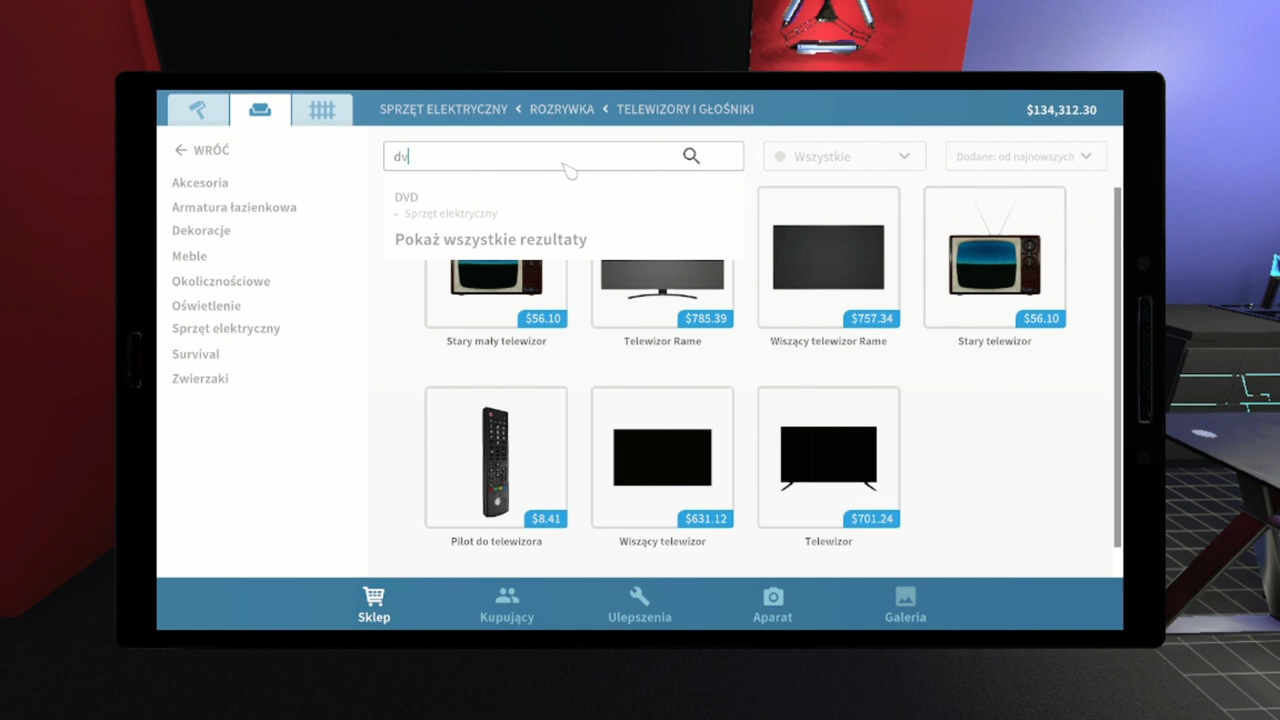 SPRZĘT ELEKTRYCZNY < ROZRYWKA < TELEWIZORY I GŁOŚNIKI
$134,312.30
WRÓĆ
Akcesoria
Armatura łazienkowa
Dekoracje
Meble
Okolicznościowe
Oświetlenie
Sprzęt elektryczny
Survival
Zwierzaki
dv
Wszystkie
Dodane: od najnowszych
DVD
- Sprzęt elektryczny
Pokaż wszystkie rezultaty
$56.10
$785.39
$757.34
$56.10
Stary mały telewizor
Telewizor Rame
Wiszący telewizor Rame
Stary telewizor
$8.41
$631.12
$701.24
Pilot do telewizora
Wiszący telewizor
Telewizor
Sklep
Kupujący
Ulepszenia
Aparat
Galeria